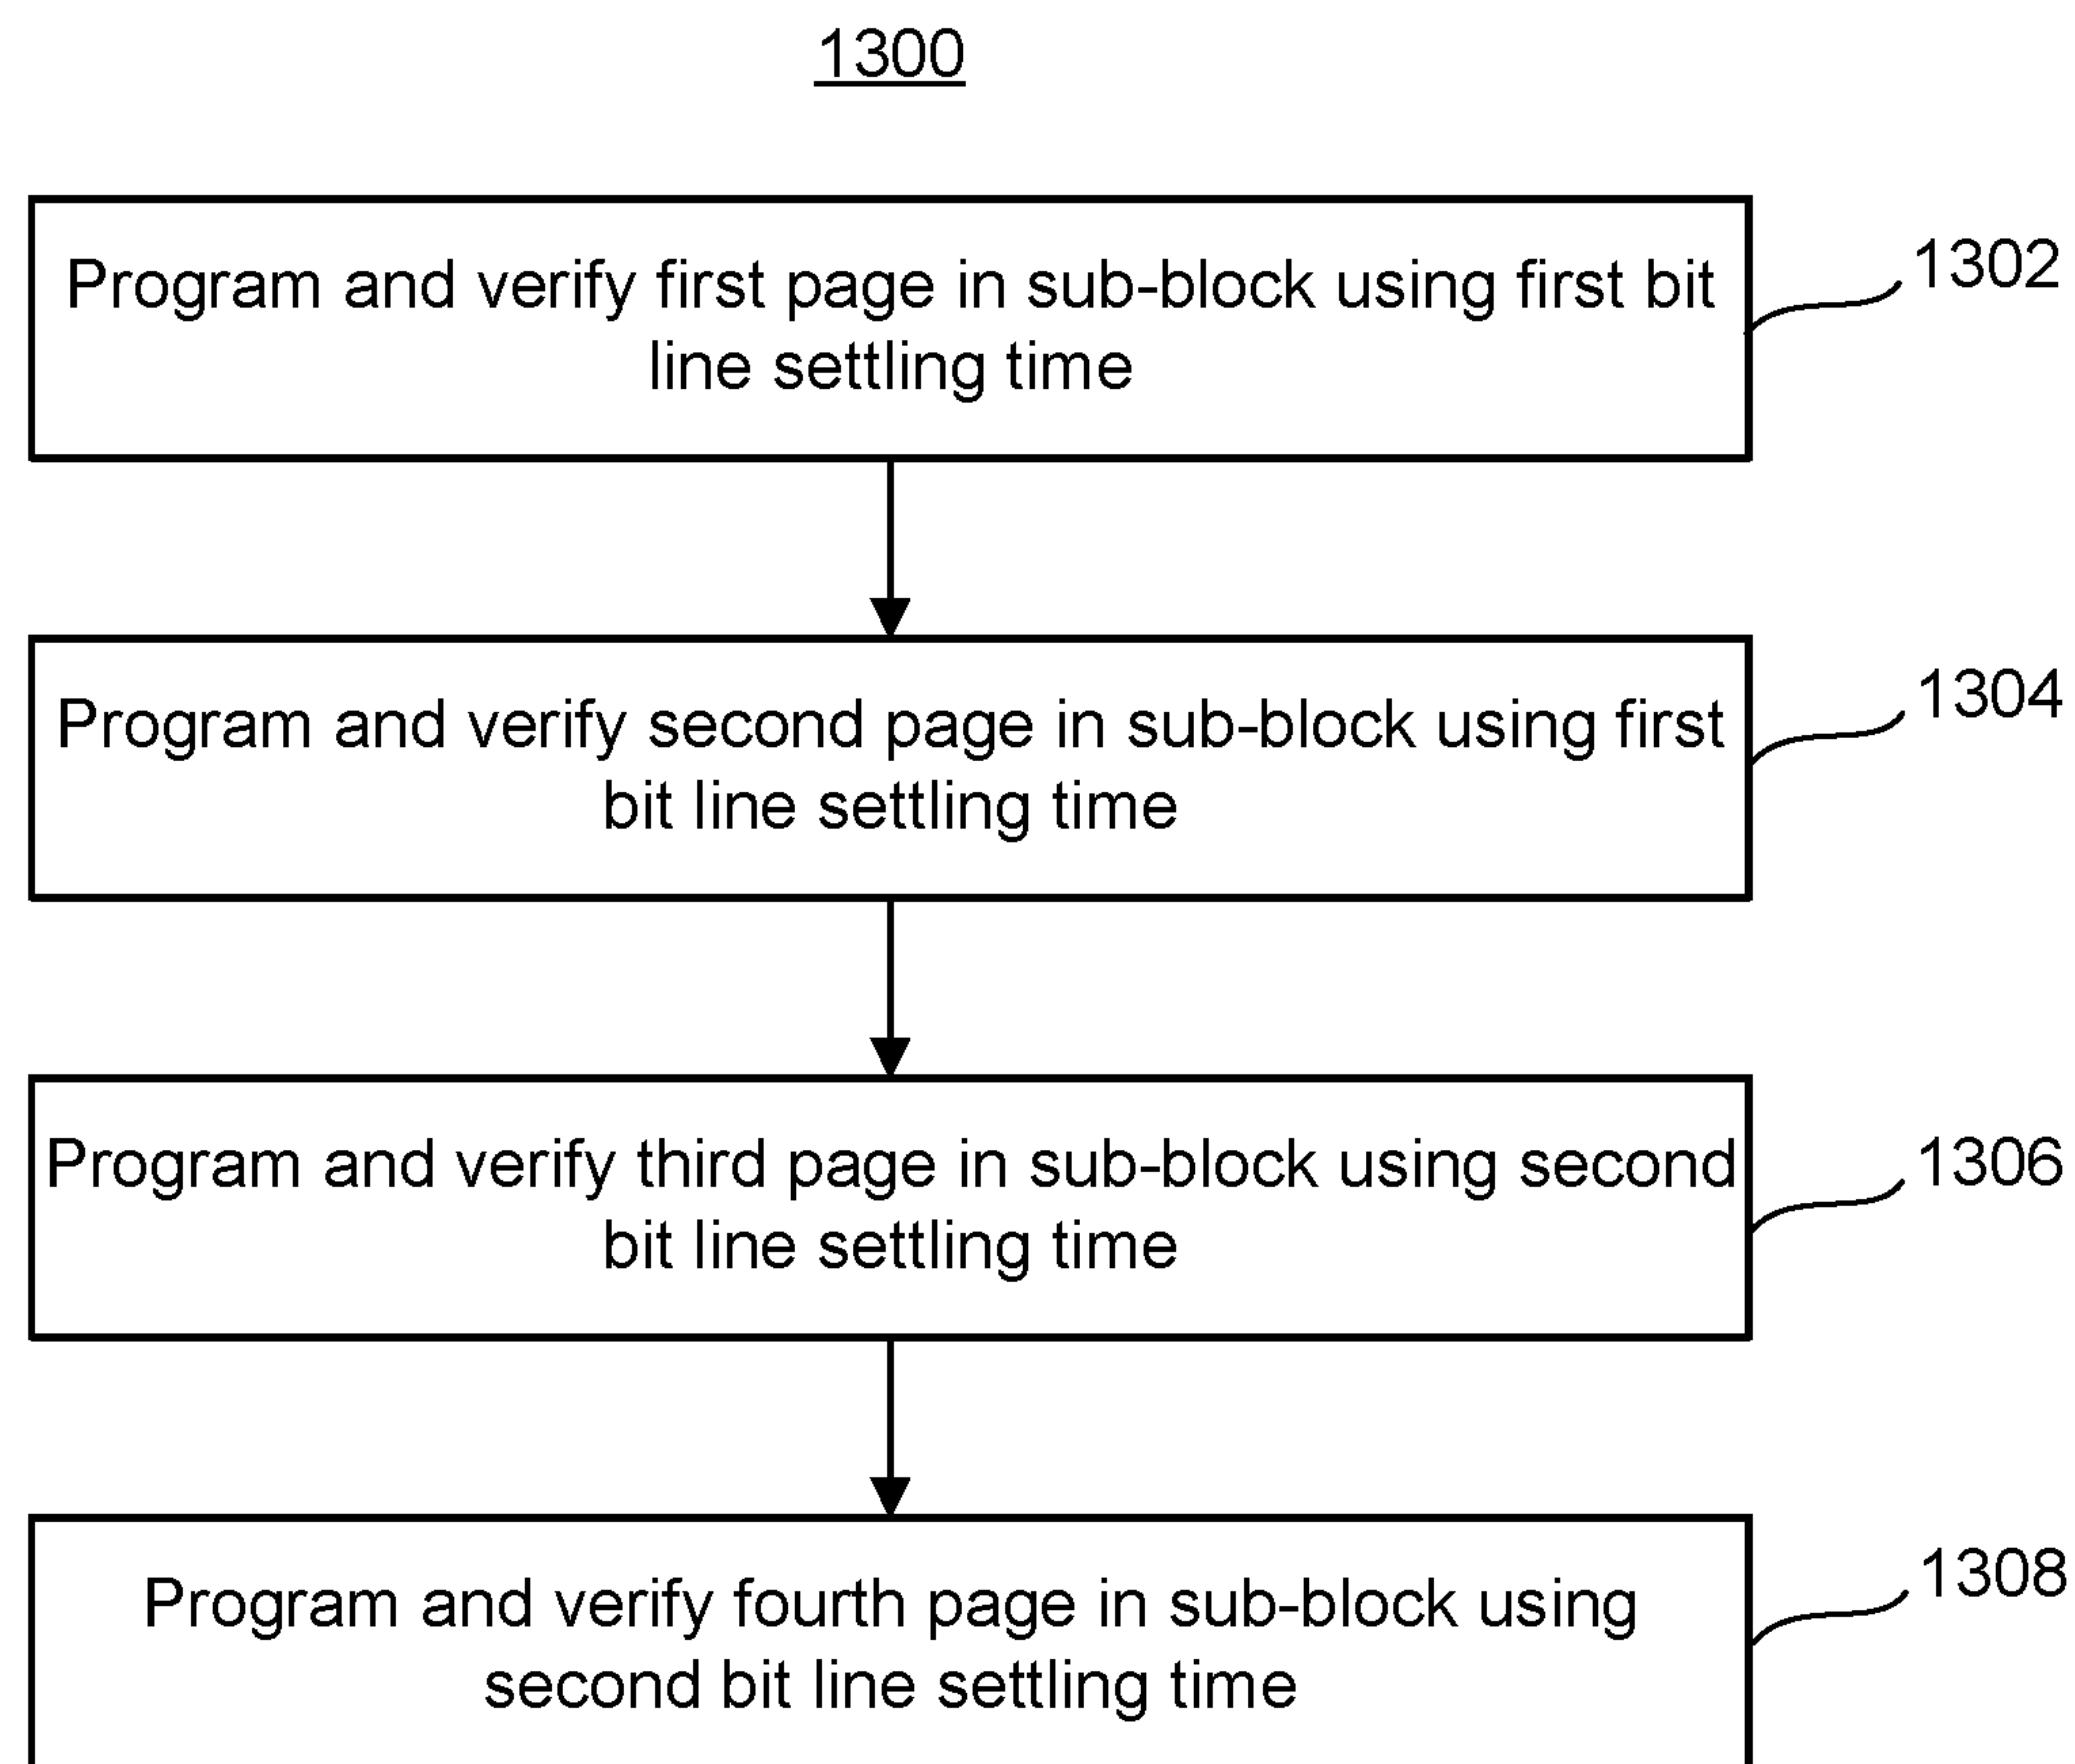 1300
Program and verify first page in sub-block using first bit
line settling time
1302
Program and verify second page in sub-block using first
bit line settling time
1304
Program and verify third page in sub-block using second
bit line settling time
1306
Program and verify fourth page in sub-block using
second bit line settling time
1308